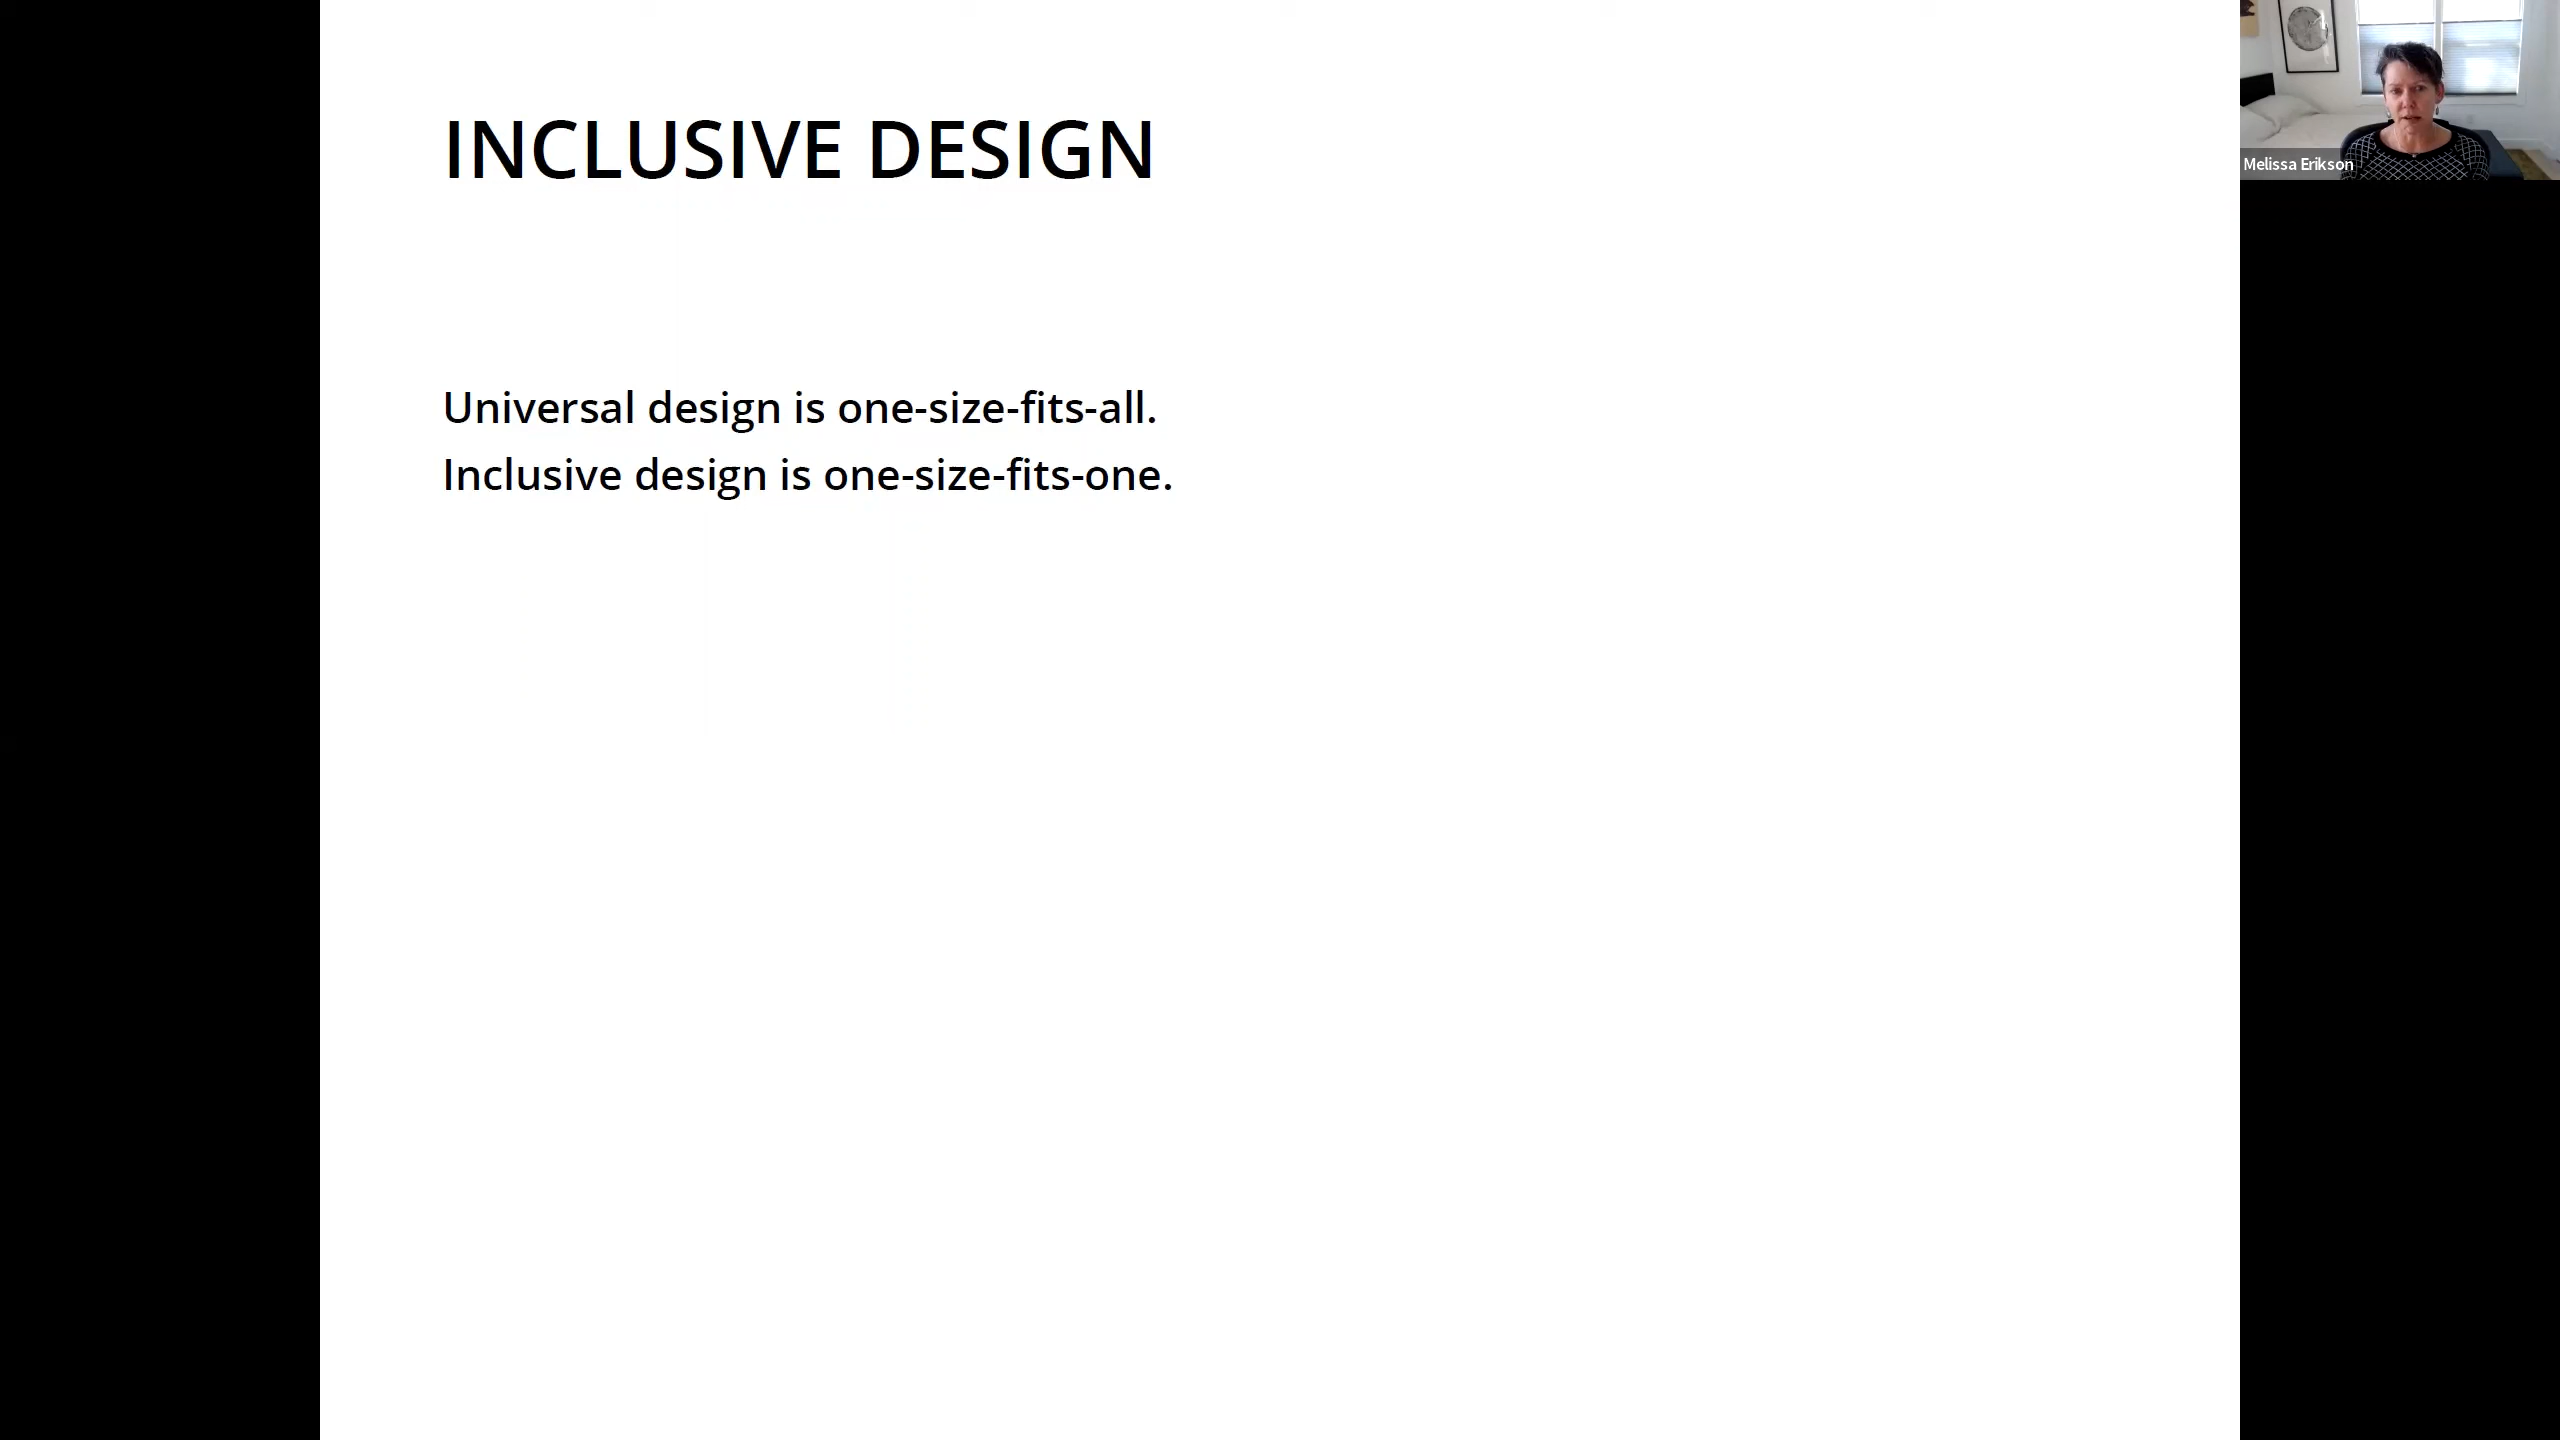 INCLUSIVE DESIGN
Universal design is one-size-fits-all.
Inclusive design is one-size-fits-one.
Melissa Erikson